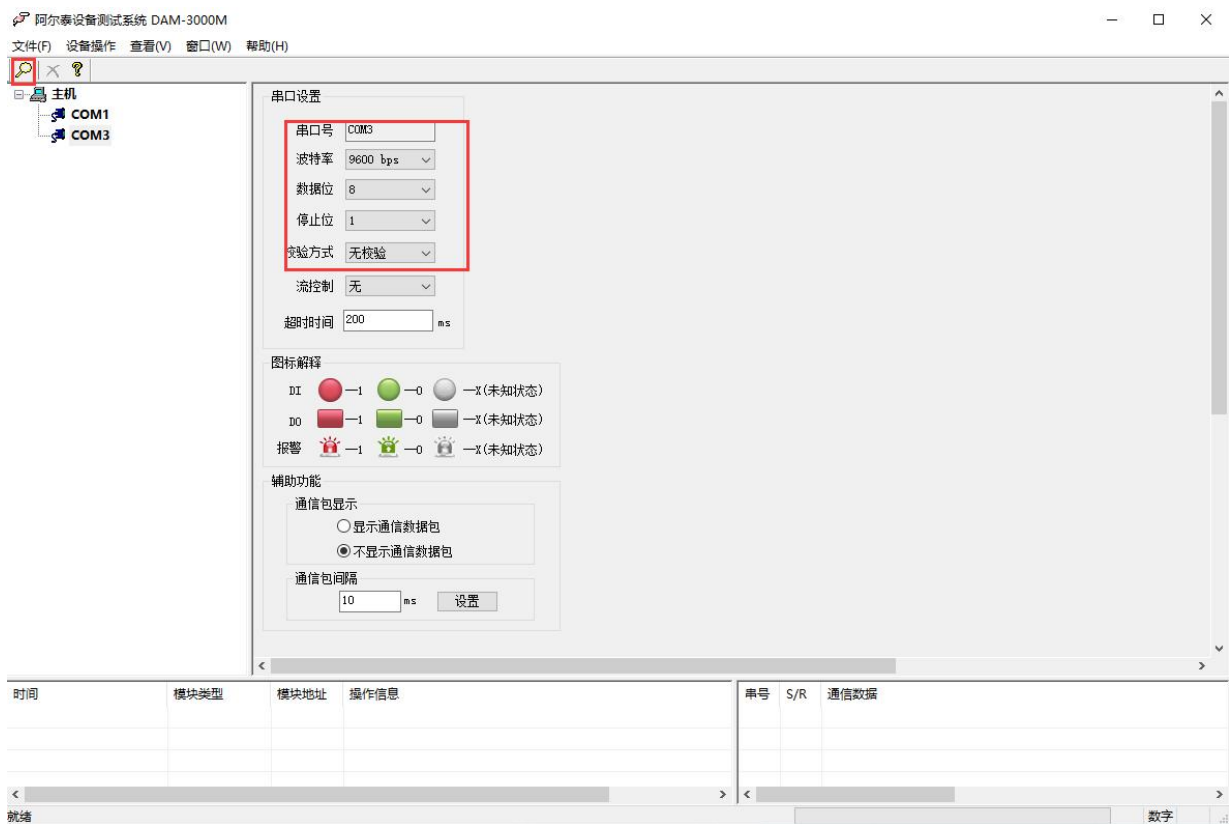 阿尔泰设备测试系统 DAM-3000M
文件(F) 设备操作 查看(V) 窗口(W) 帮助(H)
主机
COM1
COM3
串口设置
串口号 COM3
波特率 9600 bps
数据位 8
停止位 1
校验方式 无校验
流控制 无
超时时间 200 ms
图标解释
DI —1 —0 —X(未知状态)
DO —1 —0 —X(未知状态)
报警 —1 —0 —X(未知状态)
辅助功能
通信包显示
显示通信数据包
不显示通信数据包
通信包间隔
10 ms 设置
时间 模块类型 模块地址 操作信息
串号 S/R 通信数据
就绪
数字